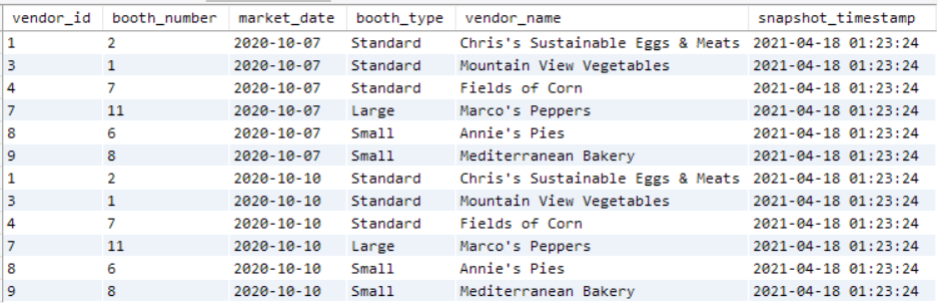 vendor_id booth_number market_date booth_type vendor_name snapshot_timestamp
1 2 2020-10-07 Standard Chris's Sustainable Eggs & Meats 2021-04-18 01:23:24
3 1 2020-10-07 Standard Mountain View Vegetables 2021-04-18 01:23:24
4 7 2020-10-07 Standard Fields of Corn 2021-04-18 01:23:24
7 11 2020-10-07 Large Marco's Peppers 2021-04-18 01:23:24
8 6 2020-10-07 Small Annie's Pies 2021-04-18 01:23:24
9 8 2020-10-07 Small Mediterranean Bakery 2021-04-18 01:23:24
1 2 2020-10-10 Standard Chris's Sustainable Eggs & Meats 2021-04-18 01:23:24
3 1 2020-10-10 Standard Mountain View Vegetables 2021-04-18 01:23:24
4 7 2020-10-10 Standard Fields of Corn 2021-04-18 01:23:24
7 11 2020-10-10 Large Marco's Peppers 2021-04-18 01:23:24
8 6 2020-10-10 Small Annie's Pies 2021-04-18 01:23:24
9 8 2020-10-10 Small Mediterranean Bakery 2021-04-18 01:23:24